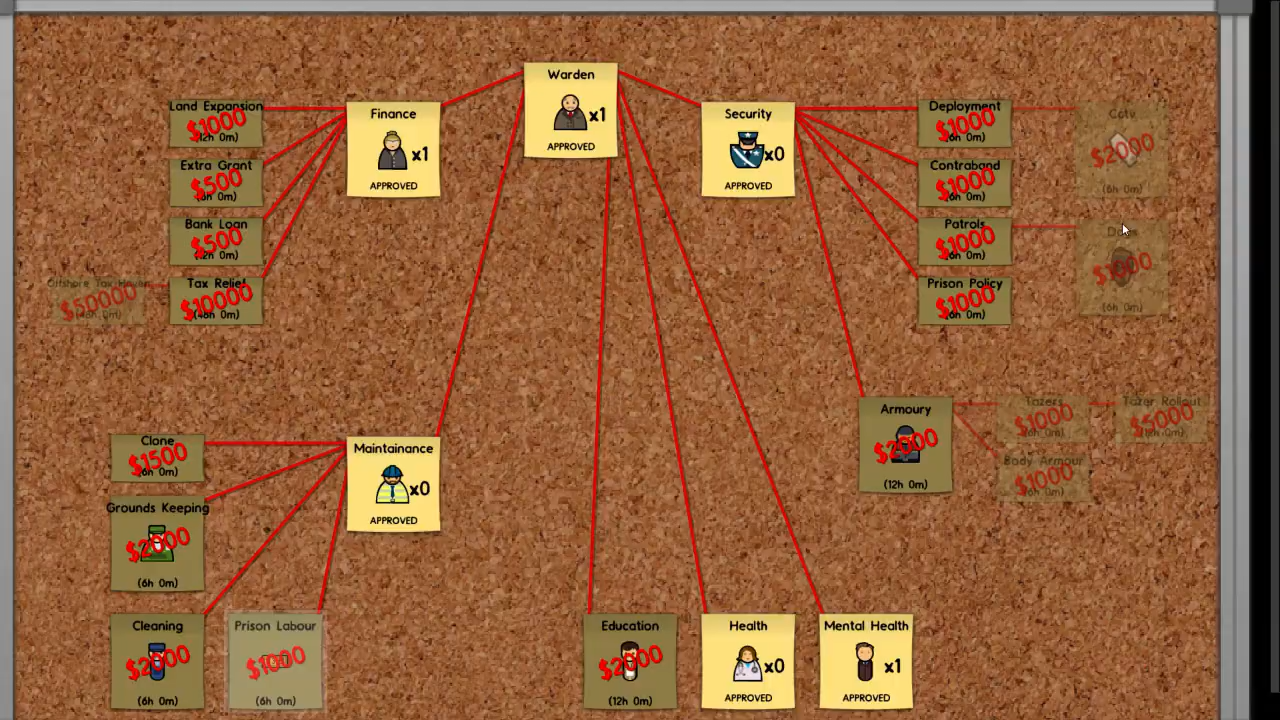 Warden
x1
APPROVED
Finance
x1
APPROVED
Security
x0
APPROVED
Land Expansion
$1000
(12h 0m)
Extra Grant
$500
(6h 0m)
Bank Loan
$500
(12h 0m)
Tax Relief
$10000
(48h 0m)
Offshore Tax Haven
$50000
(48h 0m)
Deployment
$1000
(6h 0m)
Contraband
$1000
(6h 0m)
Patrols
$1000
(6h 0m)
Prison Policy
$1000
(6h 0m)
Cctv
$2000
(6h 0m)
Dogs
$1000
(6h 0m)
Armoury
$2000
(12h 0m)
Tazers
$1000
(6h 0m)
Tazer Rollout
$5000
(12h 0m)
Body Armour
$1000
(6h 0m)
Maintainance
x0
APPROVED
Clone
$1500
(6h 0m)
Grounds Keeping
$2000
(6h 0m)
Cleaning
$2000
(6h 0m)
Prison Labour
$1000
(6h 0m)
Education
$2000
(12h 0m)
Health
x0
APPROVED
Mental Health
x1
APPROVED